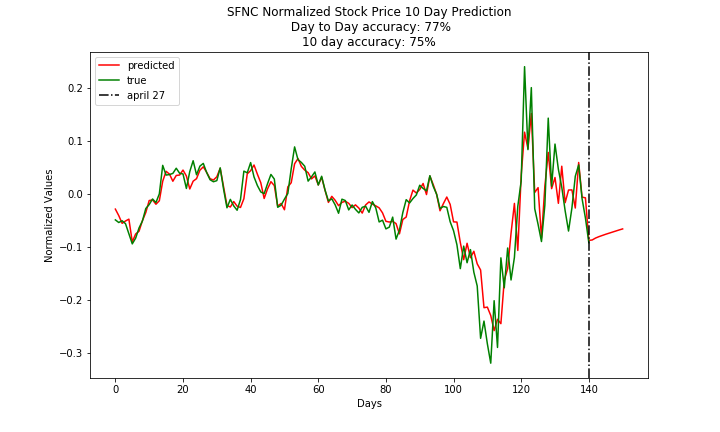 SFNC Normalized Stock Price 10 Day Prediction
Day to Day accuracy: 77%
10 day accuracy: 75%
predicted
true
april 27
Normalized Values
0.2
0.1
0.0
−0.1
−0.2
−0.3
0 20 40 60 80 100 120 140
Days